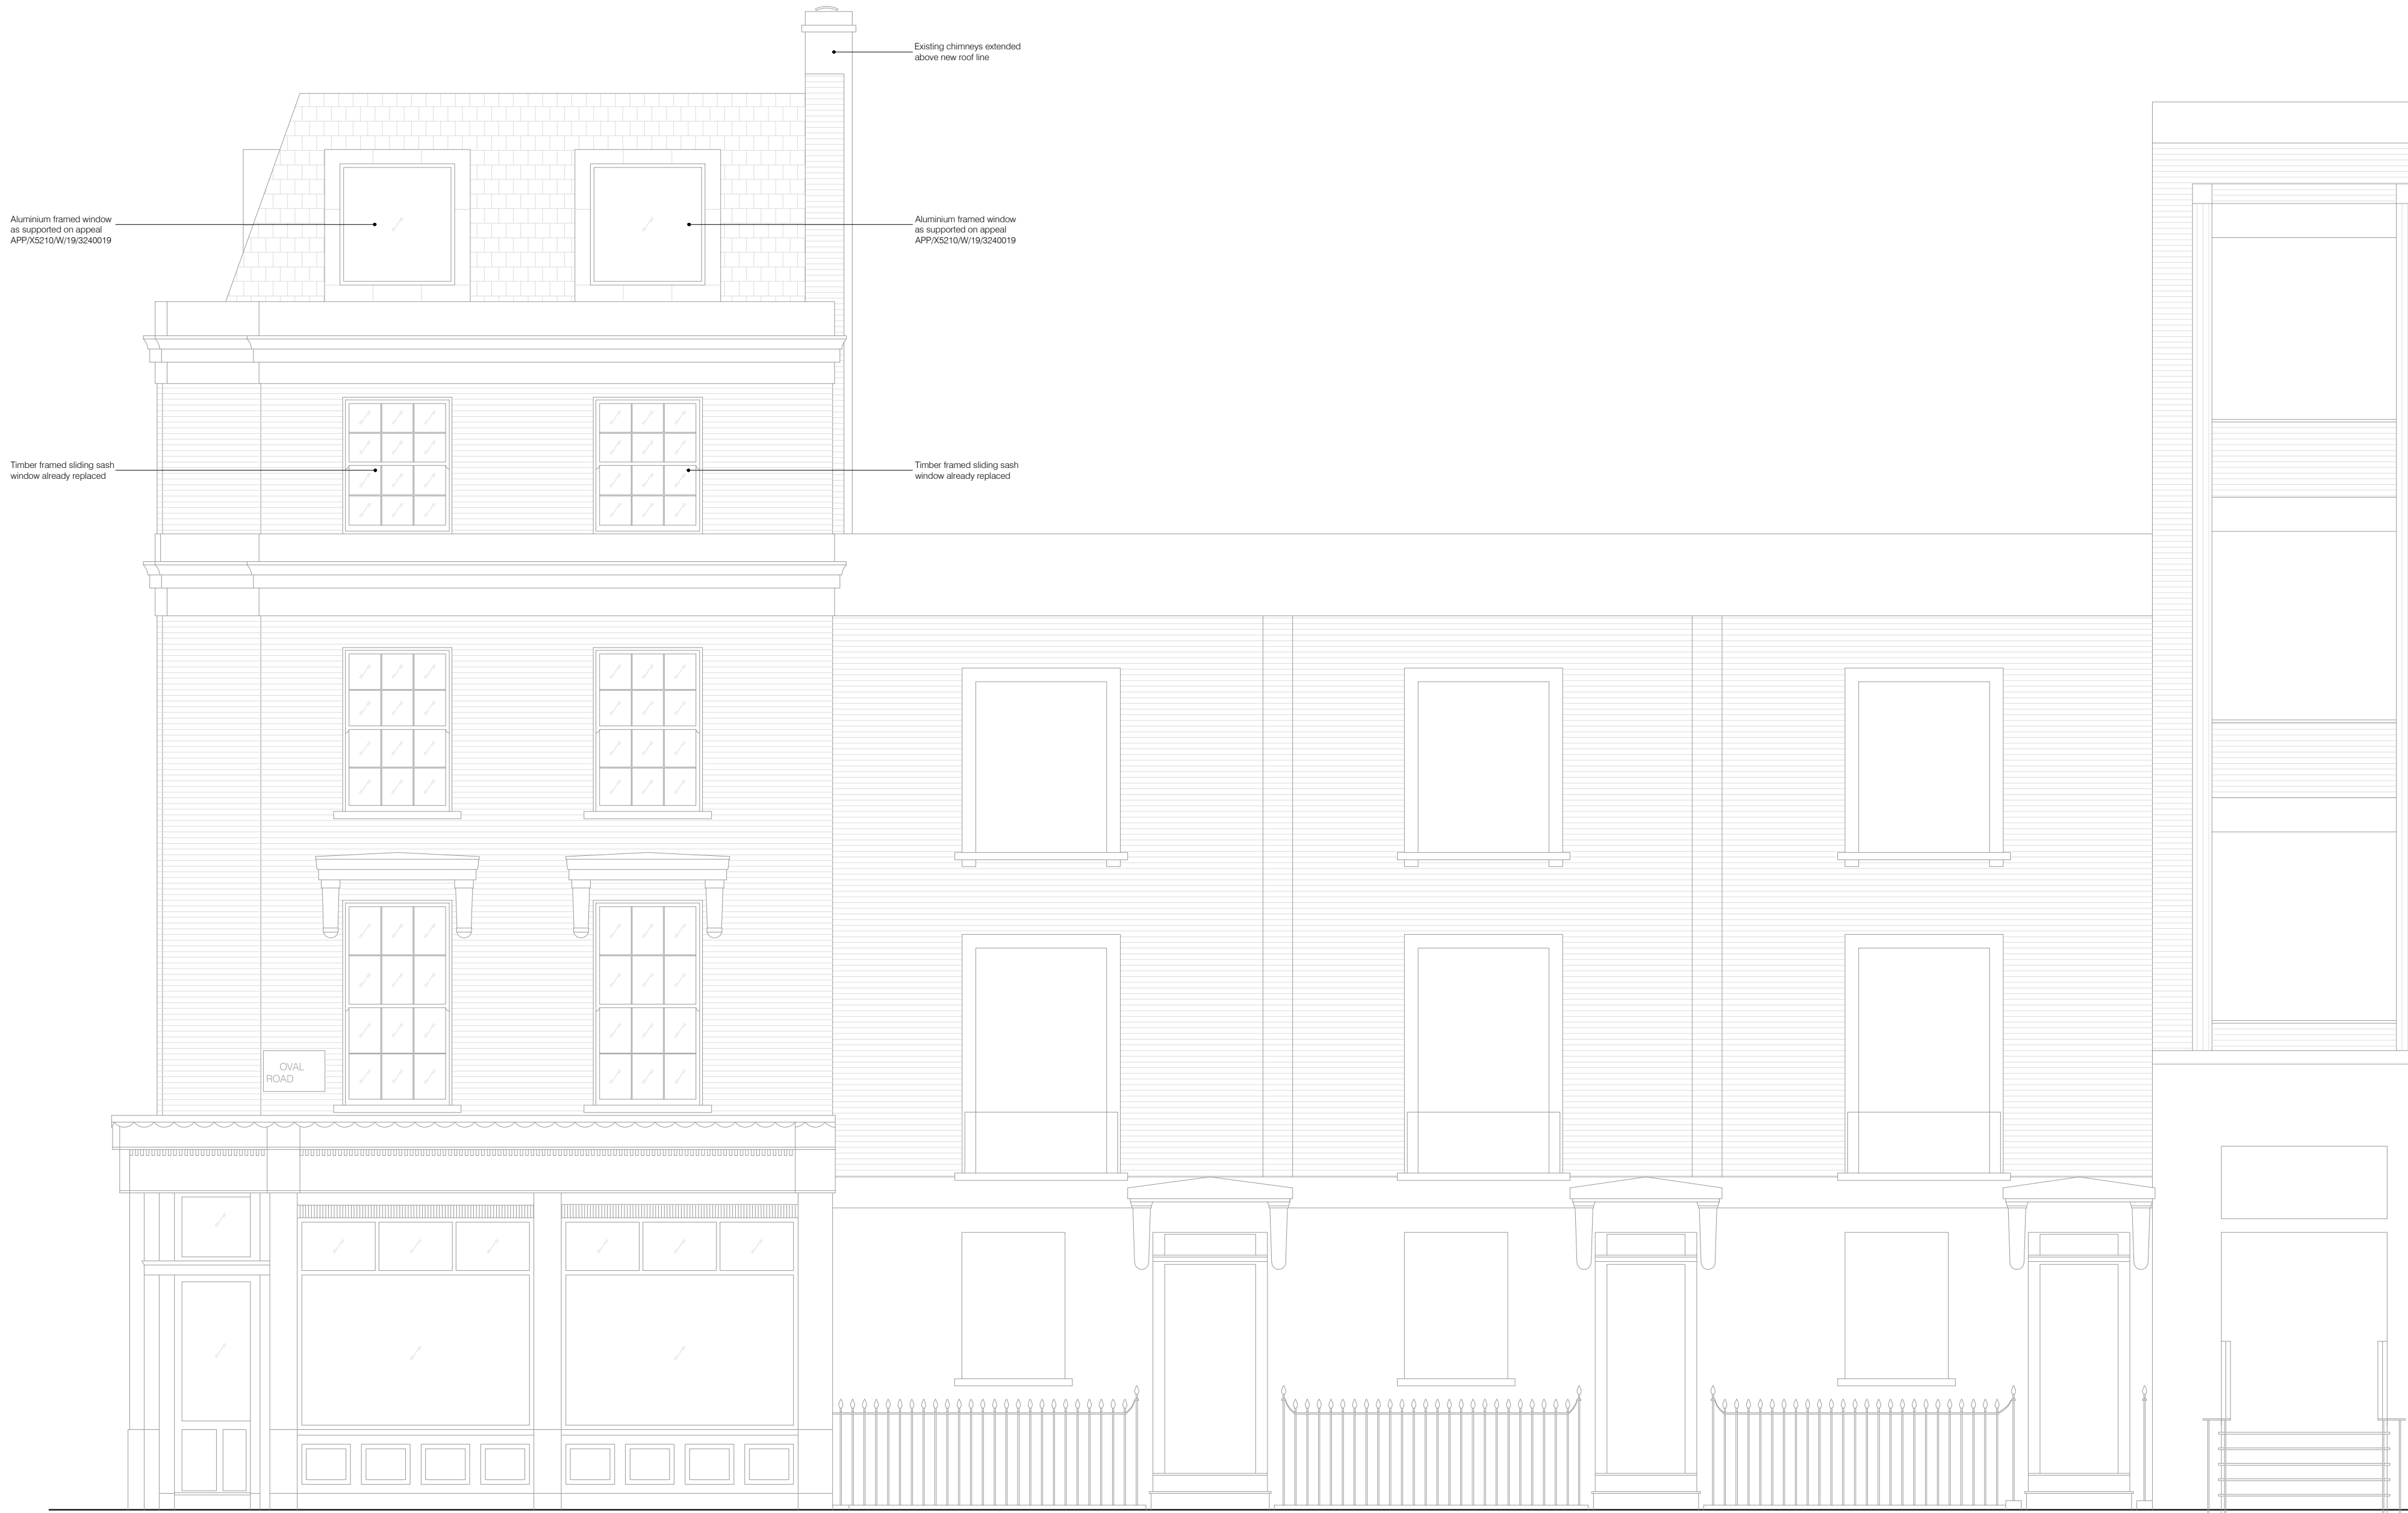 Existing chimneys extended
above new roof line
Aluminium framed window
as supported on appeal
APP/X5210/W/19/3240019
Aluminium framed window
as supported on appeal
APP/X5210/W/19/3240019
Timber framed sliding sash
window already replaced
Timber framed sliding sash
window already replaced
OVAL
ROAD